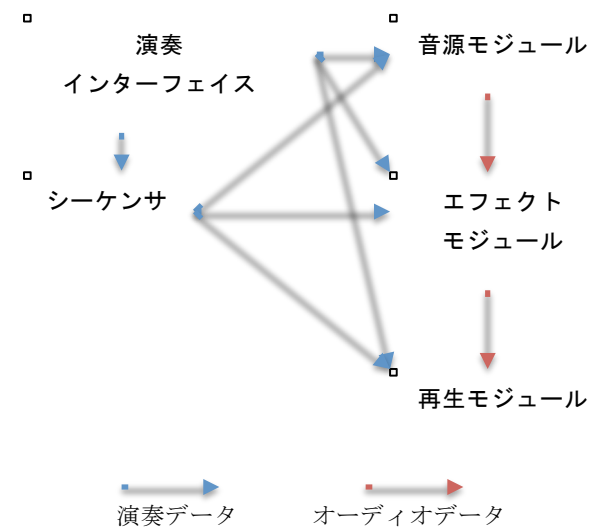 演奏
インターフェイス
音源モジュール
シーケンサ
エフェクト
モジュール
再生モジュール
演奏データ
オーディオデータ